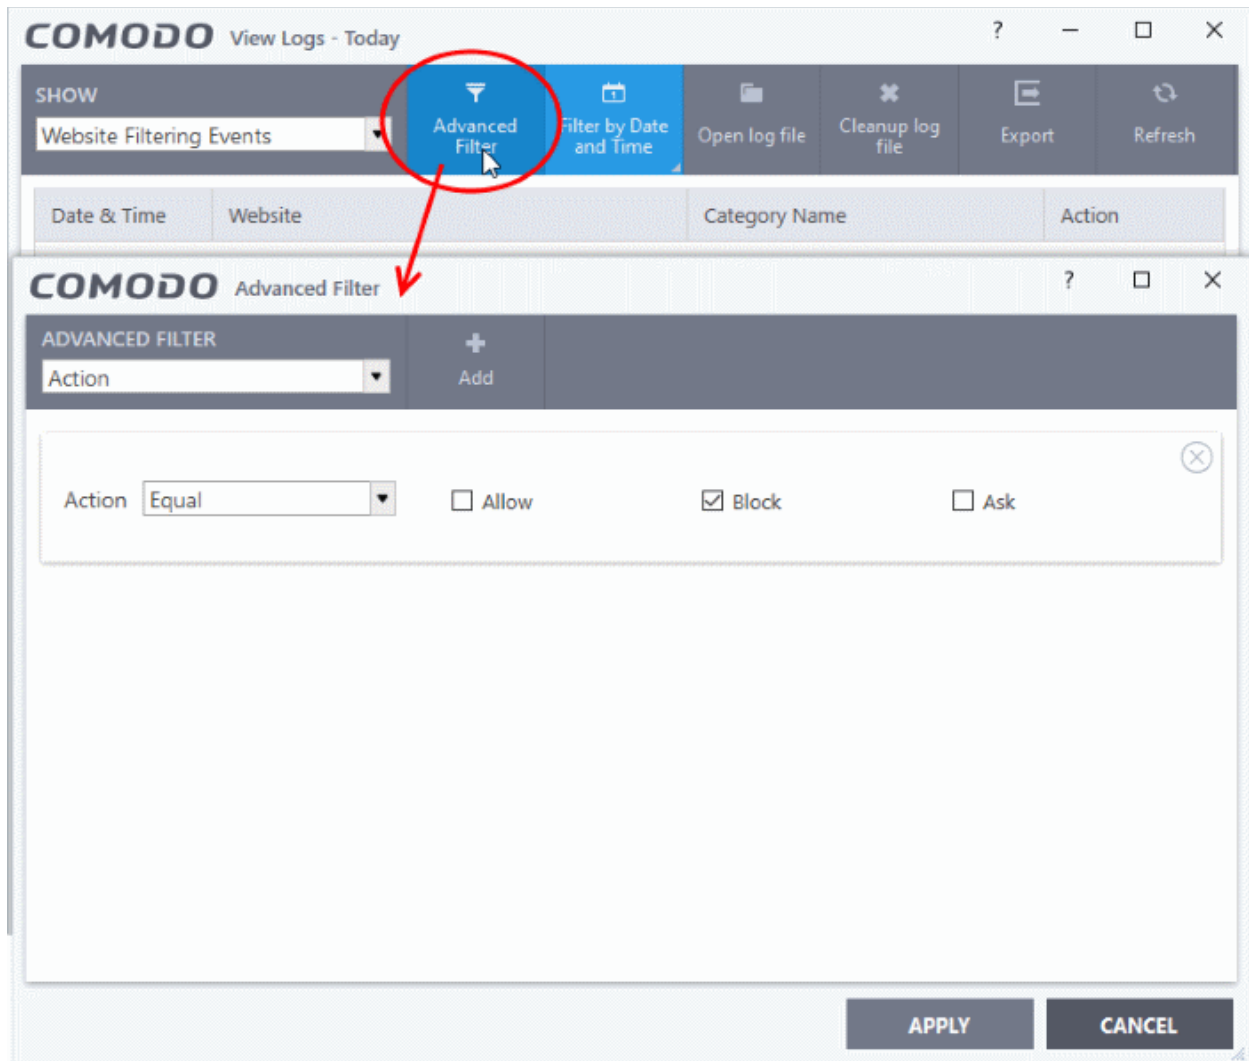 COMODO View Logs - Today
?
SHOW
Website Filtering Events
Advanced
Filter
Filter by Date
and Time
Open log file
Cleanup log
file
Export
Refresh
Date & Time Website Category Name Action
COMODO Advanced Filter
?
ADVANCED FILTER
Action
Add
Action Equal Allow Block Ask
APPLY CANCEL